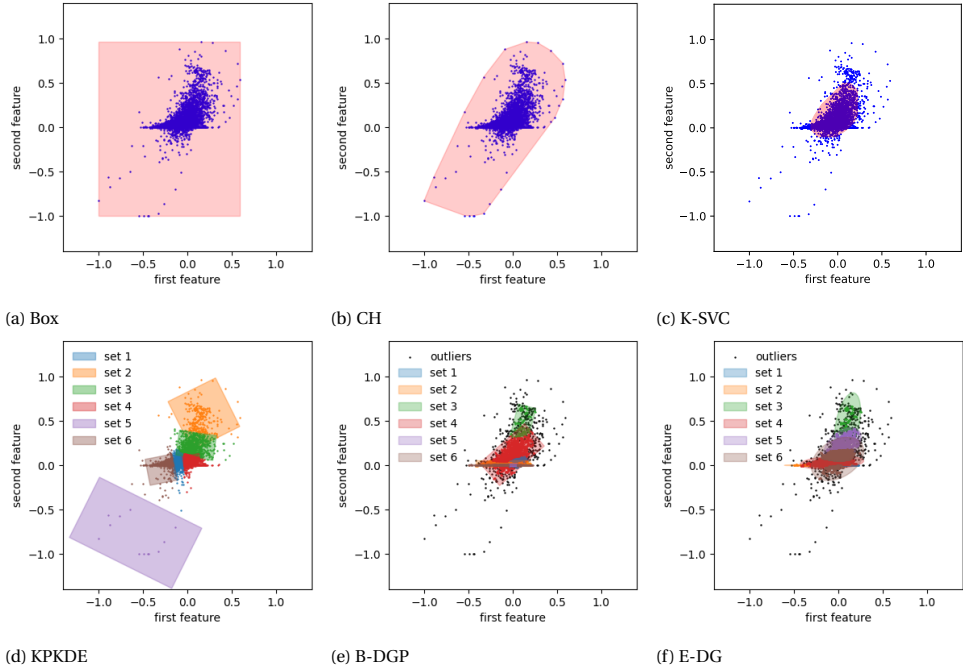 1.0
0.5
0.0
−0.5
−1.0
second feature
−1.0 −0.5 0.0 0.5 1.0
first feature
(a) Box
1.0
0.5
0.0
−0.5
−1.0
second feature
−1.0 −0.5 0.0 0.5 1.0
first feature
(b) CH
1.0
0.5
0.0
−0.5
−1.0
second feature
−1.0 −0.5 0.0 0.5 1.0
first feature
(c) K-SVC
set 1
set 2
set 3
set 4
set 5
set 6
1.0
0.5
0.0
−0.5
−1.0
second feature
−1.0 −0.5 0.0 0.5 1.0
first feature
(d) KPKDE
outliers
set 1
set 2
set 3
set 4
set 5
set 6
1.0
0.5
0.0
−0.5
−1.0
second feature
−1.0 −0.5 0.0 0.5 1.0
first feature
(e) B-DGP
outliers
set 1
set 2
set 3
set 4
set 5
set 6
1.0
0.5
0.0
−0.5
−1.0
second feature
−1.0 −0.5 0.0 0.5 1.0
first feature
(f) E-DG